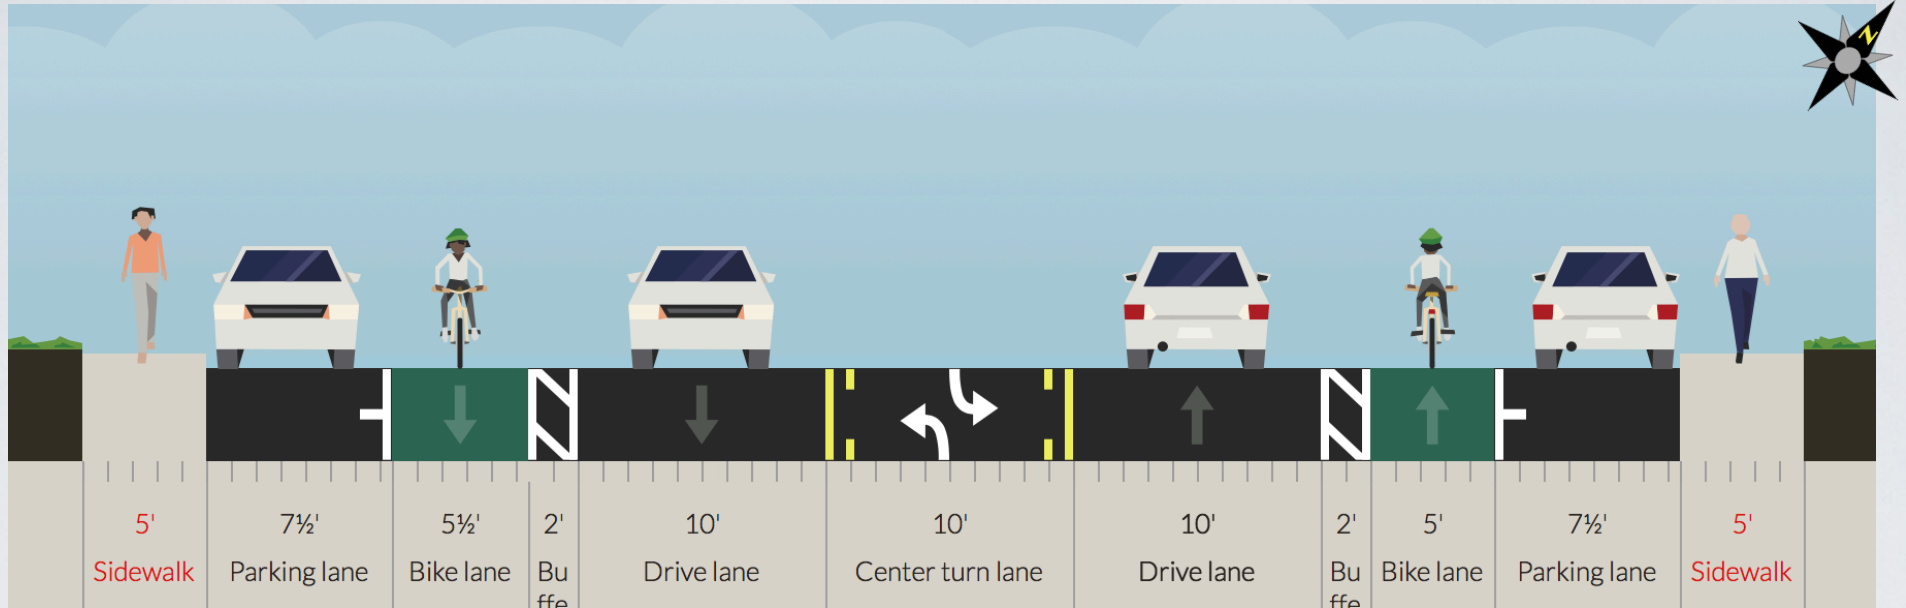 N
5' 7½' 5½' 2' 10' 10' 10' 2' 5' 7½' 5'
Sidewalk Parking lane Bike lane Bu Drive lane Center turn lane Drive lane Bu Bike lane Parking lane Sidewalk
ffe ffe